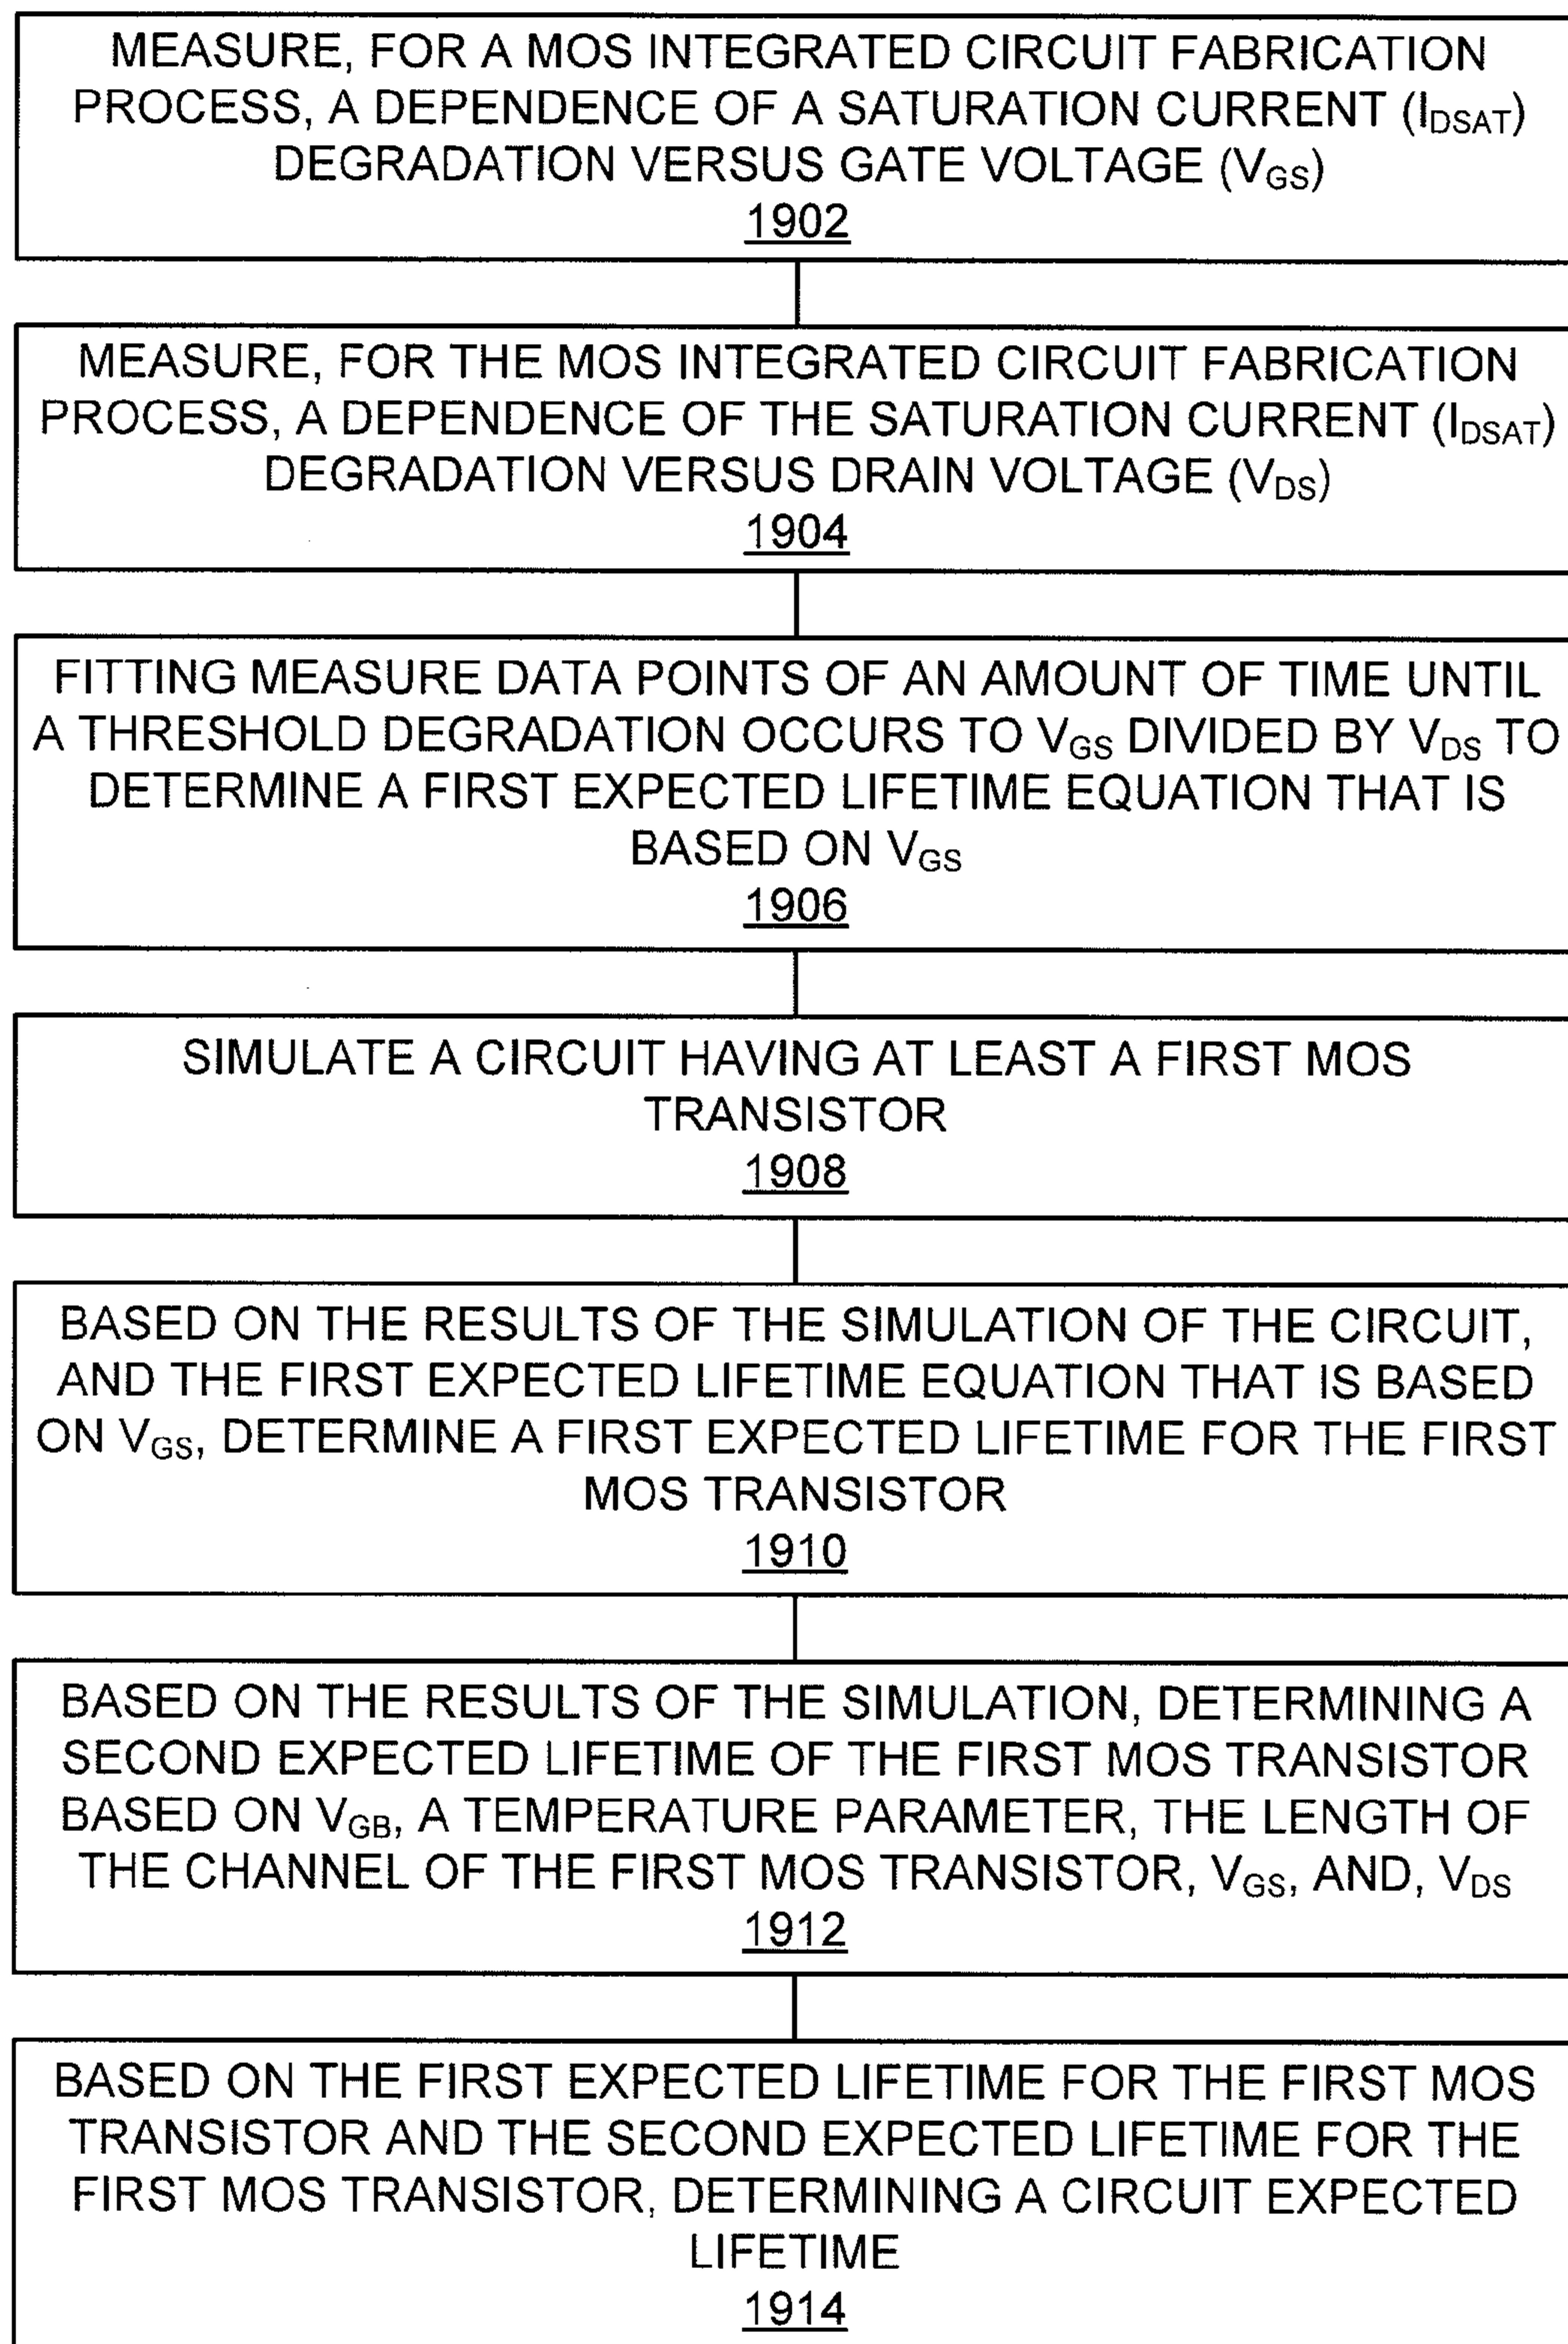 MEASURE, FOR A MOS INTEGRATED CIRCUIT FABRICATION
PROCESS, A DEPENDENCE OF A SATURATION CURRENT (IDSAT)
DEGRADATION VERSUS GATE VOLTAGE (VGS)
1902
MEASURE, FOR THE MOS INTEGRATED CIRCUIT FABRICATION
PROCESS, A DEPENDENCE OF THE SATURATION CURRENT (IDSAT)
DEGRADATION VERSUS DRAIN VOLTAGE (VDS)
1904
FITTING MEASURE DATA POINTS OF AN AMOUNT OF TIME UNTIL
A THRESHOLD DEGRADATION OCCURS TO VGS DIVIDED BY VDS TO
DETERMINE A FIRST EXPECTED LIFETIME EQUATION THAT IS
BASED ON VGS
1906
SIMULATE A CIRCUIT HAVING AT LEAST A FIRST MOS
TRANSISTOR
1908
BASED ON THE RESULTS OF THE SIMULATION OF THE CIRCUIT,
AND THE FIRST EXPECTED LIFETIME EQUATION THAT IS BASED
ON VGS, DETERMINE A FIRST EXPECTED LIFETIME FOR THE FIRST
MOS TRANSISTOR
1910
BASED ON THE RESULTS OF THE SIMULATION, DETERMINING A
SECOND EXPECTED LIFETIME OF THE FIRST MOS TRANSISTOR
BASED ON VGB, A TEMPERATURE PARAMETER, THE LENGTH OF
THE CHANNEL OF THE FIRST MOS TRANSISTOR, VGS, AND, VDS
1912
BASED ON THE FIRST EXPECTED LIFETIME FOR THE FIRST MOS
TRANSISTOR AND THE SECOND EXPECTED LIFETIME FOR THE
FIRST MOS TRANSISTOR, DETERMINING A CIRCUIT EXPECTED
LIFETIME
1914